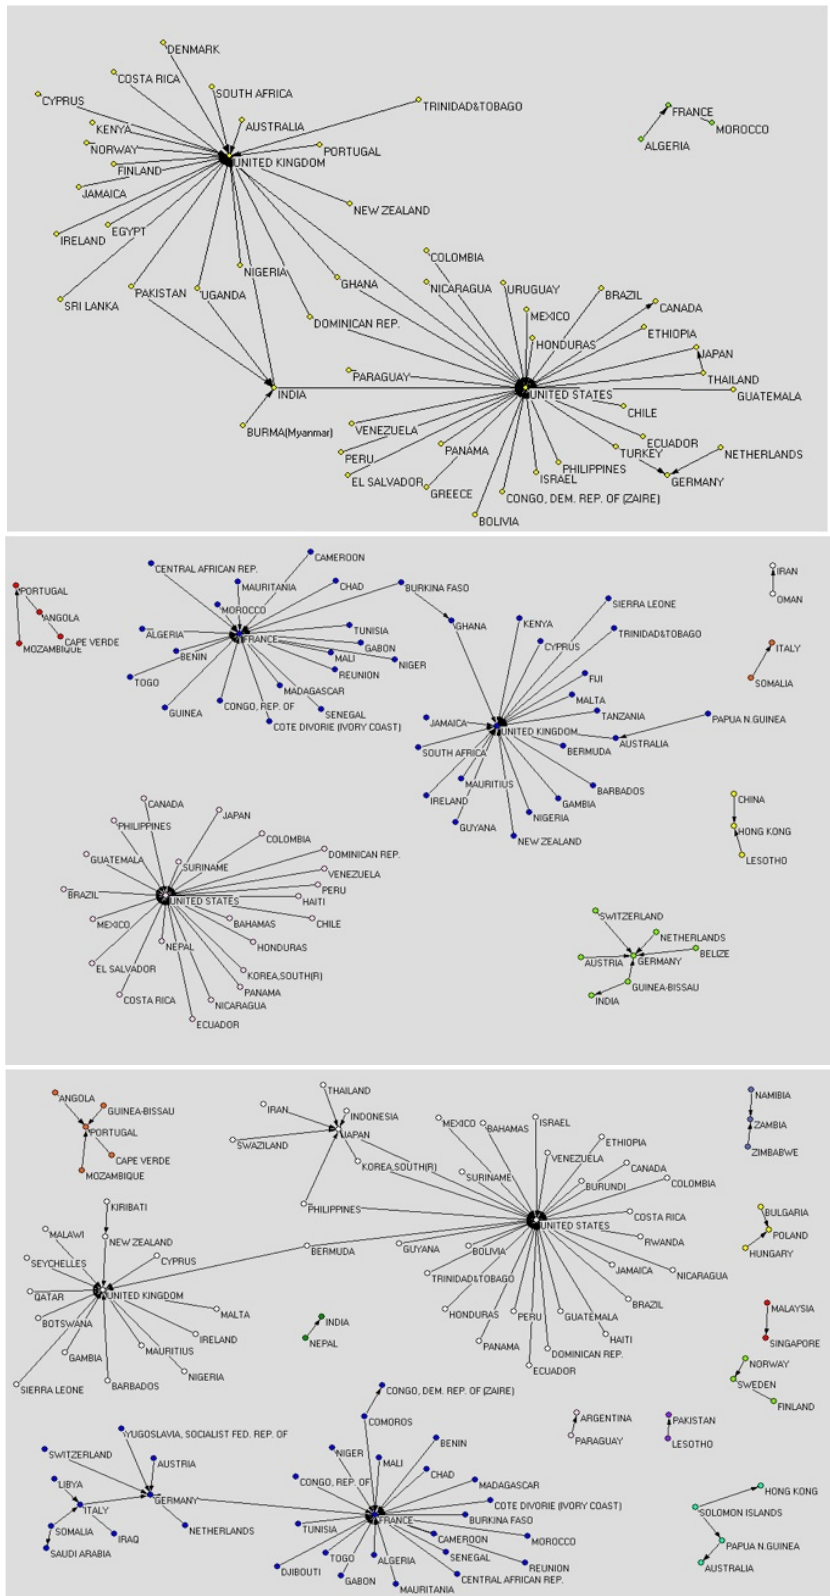 DENMARK
COSTA RICA
SOUTH AFRICA
CYPRUS
TRINIDAD&TOBAGO
FRANCE
KENYA
AUSTRALIA
MOROCCO
NORWAY
PORTUGAL
ALGERIA
UNITED KINGDOM
FINLAND
JAMAICA
NEW ZEALAND
EGYPT
IRELAND
COLOMBIA
NIGERIA
GHANA
NICARAGUA
URUGUAY
BRAZIL
SRI LANKA
PAKISTAN
UGANDA
CANADA
MEXICO
DOMINICAN REP.
ETHIOPIA
HONDURAS
JAPAN
PARAGUAY
THAILAND
INDIA
UNITED STATES
GUATEMALA
CHILE
BURMA(Myanmar)
VENEZUELA
ECUADOR
PANAMA
TURKEY
NETHERLANDS
PERU
PHILIPPINES
EL SALVADOR
ISRAEL
GERMANY
GREECE
CONGO, DEM. REP. OF (ZAIRE)
BOLIVIA
CAMEROON
CENTRAL AFRICAN REP.
IRAN
PORTUGAL
MAURITANIA
CHAD
BURKINA FASO
OMAN
SIERRA LEONE
ANGOLA
MOROCCO
GHANA
KENYA
ALGERIA
TUNISIA
TRINIDAD&TOBAGO
CAPE VERDE
FRANCE
CYPRUS
ITALY
MOZAMBIQUE
GABON
BENIN
MALI
NIGER
REUNION
FIJI
SOMALIA
TOGO
MADAGASCAR
MALTA
GUINEA
CONGO, REP. OF
SENEGAL
TANZANIA
PAPUA N.GUINEA
COTE DIVORIE (IVORY COAST)
JAMAICA
UNITED KINGDOM
AUSTRALIA
SOUTH AFRICA
BERMUDA
MAURITIUS
BARBADOS
CANADA
IRELAND
GAMBIA
CHINA
JAPAN
NIGERIA
PHILIPPINES
GUYANA
COLOMBIA
NEW ZEALAND
HONG KONG
DOMINICAN REP.
GUATEMALA
SURINAME
LESOTHO
VENEZUELA
PERU
BRAZIL
UNITED STATES
HAITI
SWITZERLAND
MEXICO
BAHAMAS
CHILE
NETHERLANDS
NEPAL
HONDURAS
BELIZE
AUSTRIA
GERMANY
EL SALVADOR
KOREA,SOUTH(R)
GUINEA-BISSAU
PANAMA
COSTA RICA
NICARAGUA
INDIA
ECUADOR
THAILAND
ANGOLA
NAMIBIA
GUINEA-BISSAU
IRAN
INDONESIA
MEXICO
ISRAEL
BAHAMAS
PORTUGAL
ZAMBIA
JAPAN
ETHIOPIA
SWAZILAND
ZIMBABWE
CAPE VERDE
VENEZUELA
KOREA,SOUTH(R)
CANADA
MOZAMBIQUE
SURINAME
BURUNDI
COLOMBIA
KIRIBATI
PHILIPPINES
BULGARIA
COSTA RICA
UNITED STATES
MALAWI
NEW ZEALAND
BERMUDA
GUYANA
BOLIVIA
RWANDA
POLAND
CYPRUS
HUNGARY
SEYCHELLES
JAMAICA
NICARAGUA
TRINIDAD&TOBAGO
QATAR
UNITED KINGDOM
BRAZIL
MALTA
MALAYSIA
HONDURAS
PERU
GUATEMALA
BOTSWANA
INDIA
IRELAND
HAITI
SINGAPORE
NEPAL
MAURITIUS
PANAMA
DOMINICAN REP.
GAMBIA
NORWAY
ECUADOR
NIGERIA
BARBADOS
SWEDEN
SIERRA LEONE
CONGO, DEM. REP. OF (ZAIRE)
FINLAND
COMOROS
ARGENTINA
PAKISTAN
YUGOSLAVIA, SOCIALIST FED. REP. OF
PARAGUAY
LESOTHO
BENIN
SWITZERLAND
NIGER
AUSTRIA
MALI
CHAD
LIBYA
CONGO, REP. OF
MADAGASCAR
HONG KONG
GERMANY
COTE DIVORIE (IVORY COAST)
ITALY
SOLOMON ISLANDS
FRANCE
BURKINA FASO
NETHERLANDS
TUNISIA
SOMALIA
CAMEROON
MOROCCO
IRAQ
PAPUA N.GUINEA
TOGO
ALGERIA
SENEGAL
SAUDI ARABIA
REUNION
AUSTRALIA
DJIBOUTI
GABON
CENTRAL AFRICAN REP.
MAURITANIA